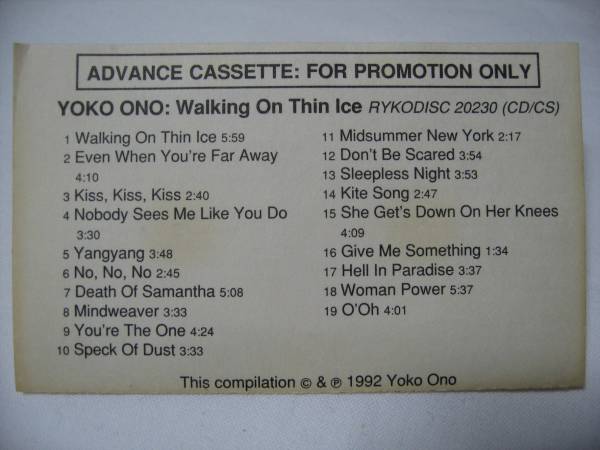 ADVANCE CASSETTE: FOR PROMOTION ONLY
YOKO ONO: Walking On Thin Ice RYKODISC 20230 (CD/CS)
1 Walking On Thin Ice 5:59
2 Even When You're Far Away
4:10
3 Kiss, Kiss, Kiss 2:40
4 Nobody Sees Me Like You Do
3:30
5 Yangyang 3:48
6 No, No, No 2:45
7 Death Of Samantha 5:08
8 Mindweaver 3:33
9 You're The One 4:24
10 Speck Of Dust 3:33
11 Midsummer New York 2:17
12 Don't Be Scared 3:54
13 Sleepless Night 3:53
14 Kite Song 2:47
15 She Get's Down On Her Knees
4:09
16 Give Me Something 1:34
17 Hell In Paradise 3:37
18 Woman Power 5:37
19 O'Oh 4:01
This compilation © & ℗ 1992 Yoko Ono